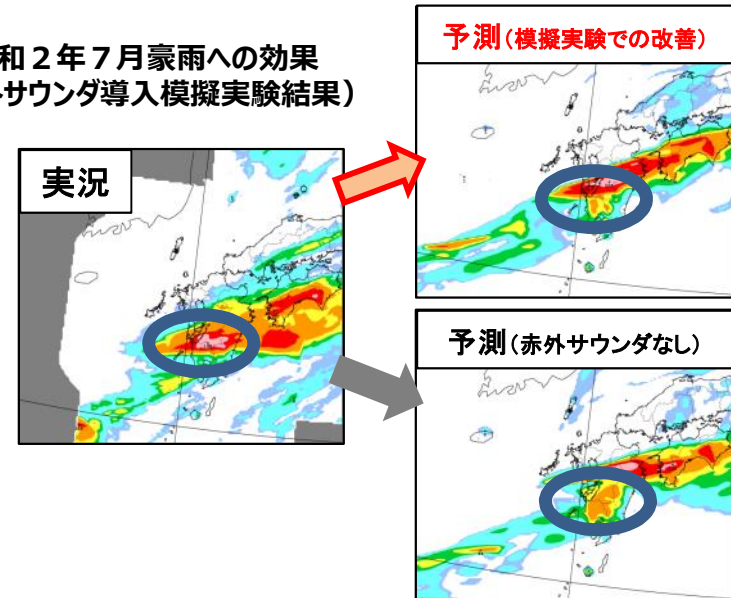 和２年７月豪雨への効果
サウンダ導入模擬実験結果）
実況
予測（模擬実験での改善）
予測（赤外サウンダなし）